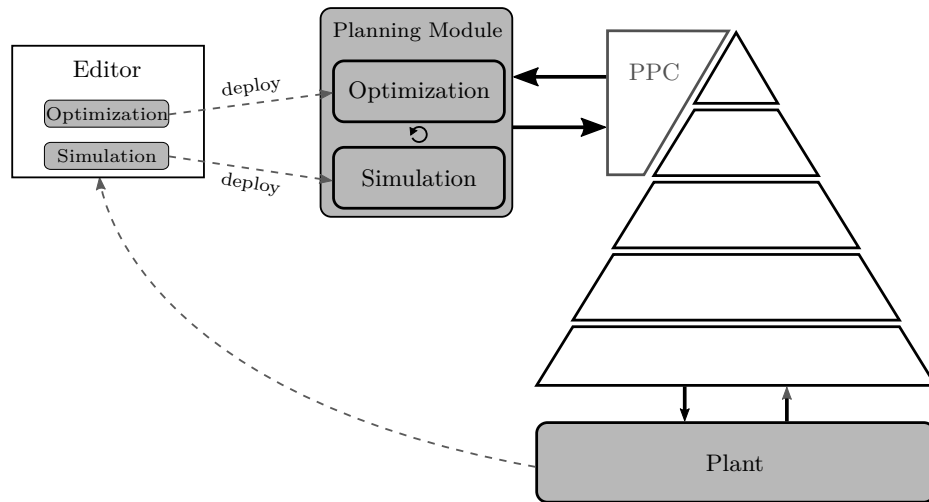 Editor
Optimization
Simulation
deploy
deploy
Planning Module
Optimization
Simulation
PPC
Plant